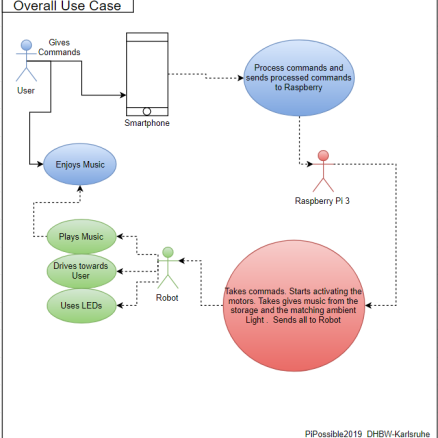 Overall Use Case
Gives
Commands
User
Smartphone
Process commands and
sends processed commands
to Raspberry
Enjoys Music
Raspberry Pi 3
Plays Music
Drives towards
User
Uses LEDs
Robot
Takes commads. Starts activating the
motors. Takes gives music from the
storage and the matching ambient
Light . Sends all to Robot
PiPossible2019 DHBW-Karlsruhe